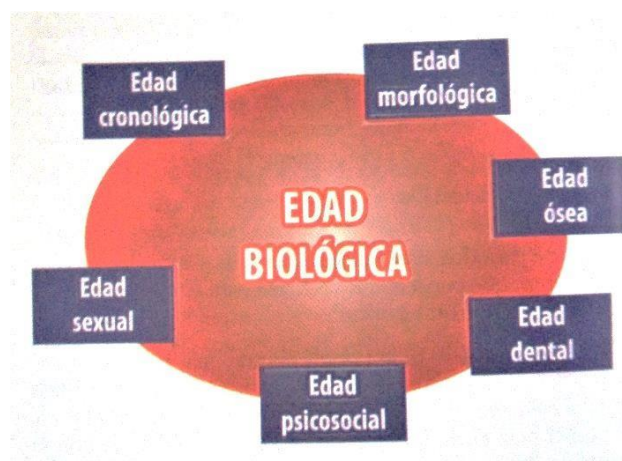 Edad
cronológica
Edad
morfológica
Edad
ósea
EDAD
BIOLÓGICA
Edad
sexual
Edad
dental
Edad
psicosocial